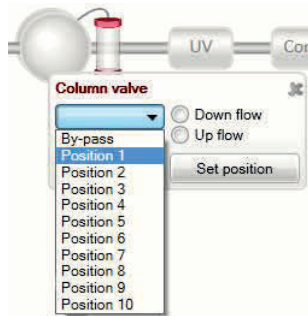 UV
Con
Column valve
Down flow
Up flow
Set position
By-pass
Position 1
Position 2
Position 3
Position 4
Position 5
Position 6
Position 7
Position 8
Position 9
Position 10